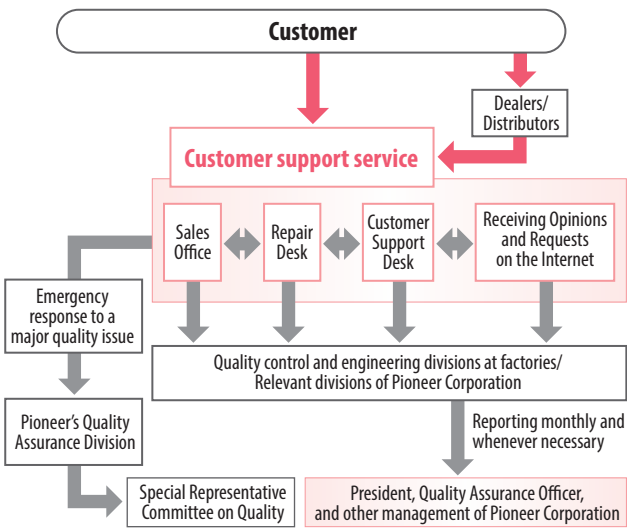 Customer
Dealers/
Distributors
Customer support service
Sales
Office
Repair
Desk
Customer
Support
Desk
Receiving Opinions
and Requests
on the Internet
Emergency
response to a
major quality issue
Quality control and engineering divisions at factories/
Relevant divisions of Pioneer Corporation
Pioneer's Quality
Assurance Division
Reporting monthly and
whenever necessary
Special Representative
Committee on Quality
President, Quality Assurance Officer,
and other management of Pioneer Corporation